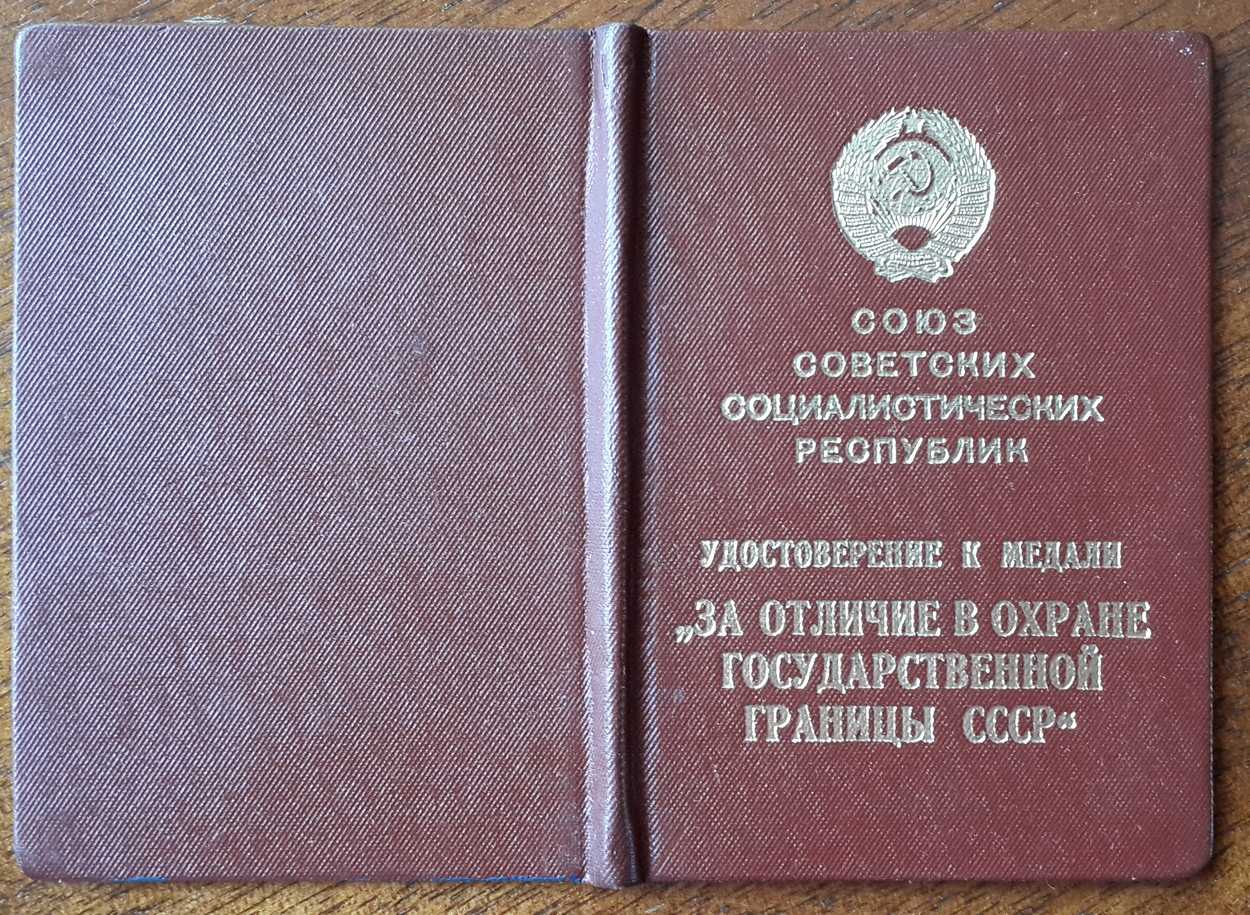 СОЮЗ
СОВЕТСКИХ
СОЦИАЛИСТИЧЕСКИХ
РЕСПУБЛИК
УДОСТОВЕРЕНИЕ К МЕДАЛИ
„ЗА ОТЛИЧИЕ В ОХРАНЕ
ГОСУДАРСТВЕННОЙ
ГРАНИЦЫ СССР“